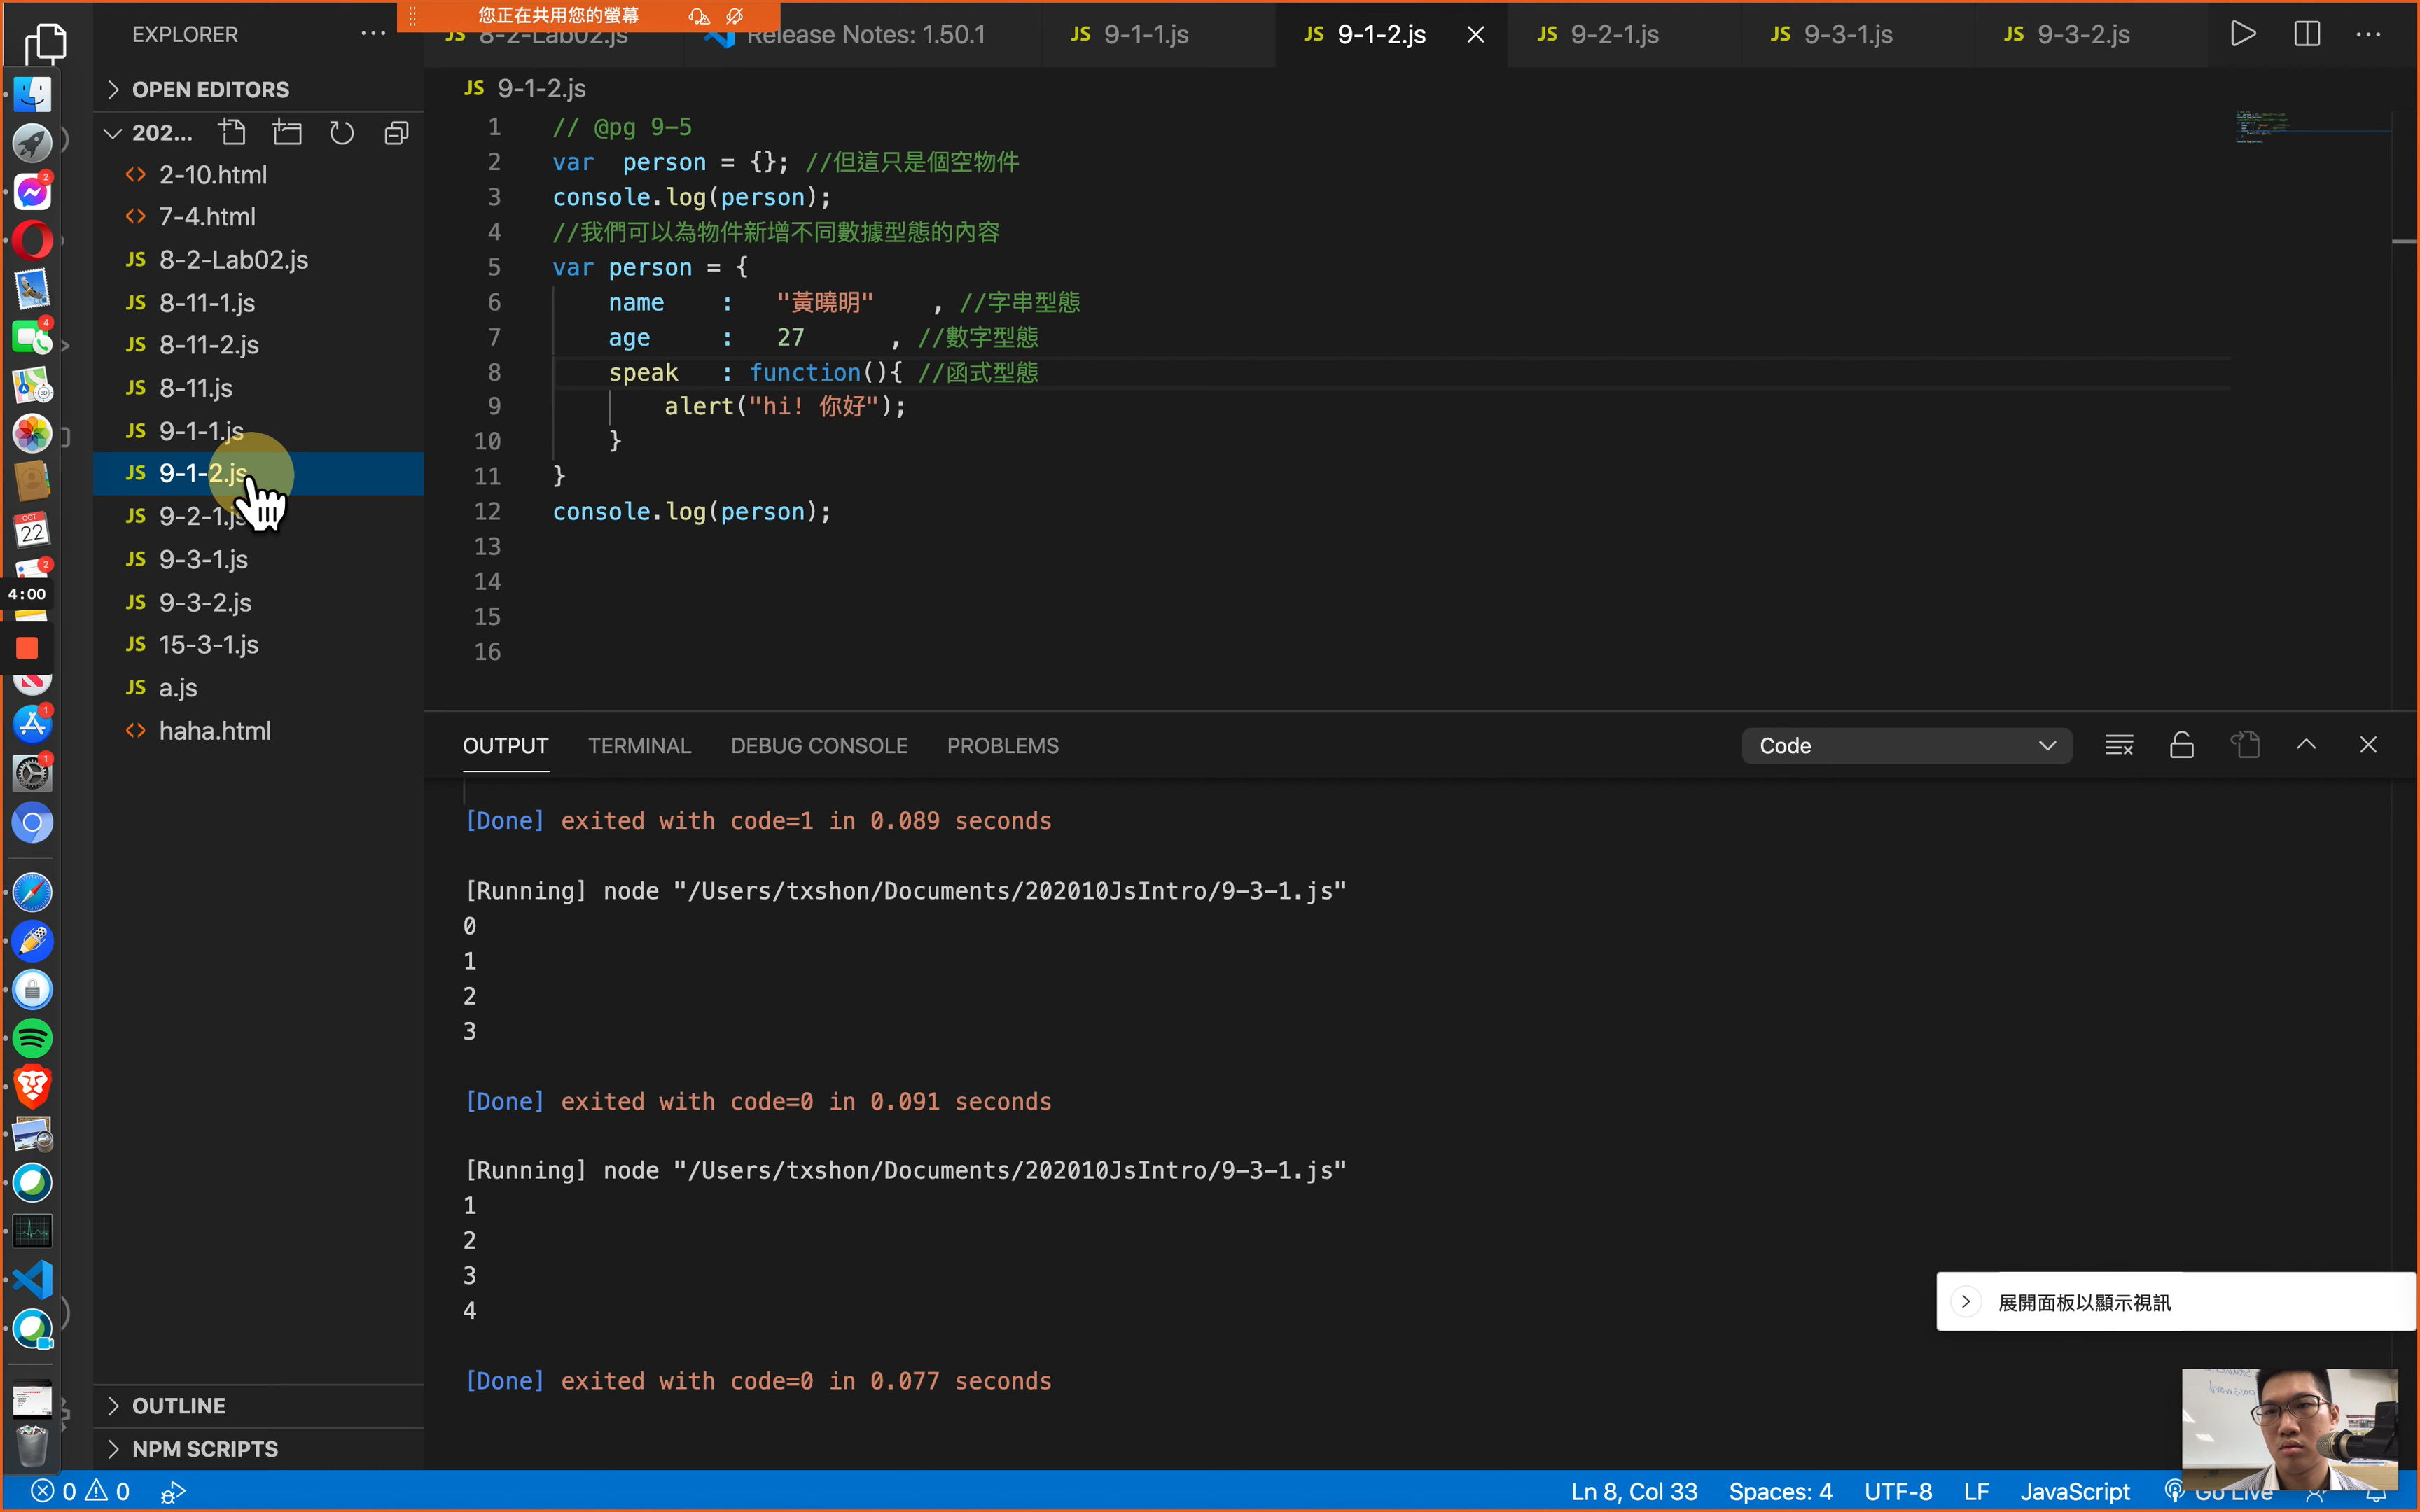 您正在共用您的螢幕
EXPLORER
JS 8-2-Lab02.js
Release Notes: 1.50.1
JS 9-1-1.js
JS 9-1-2.js
JS 9-2-1.js
JS 9-3-1.js
JS 9-3-2.js
OPEN EDITORS
202...
<> 2-10.html
<> 7-4.html
JS 8-2-Lab02.js
JS 8-11-1.js
JS 8-11-2.js
JS 8-11.js
JS 9-1-1.js
JS 9-1-2.js
JS 9-2-1.js
JS 9-3-1.js
JS 9-3-2.js
JS 15-3-1.js
JS a.js
<> haha.html
OUTLINE
NPM SCRIPTS
2
4
OCT
22
2
4:00
1
1
JS 9-1-2.js
1 // @pg 9-5
2 var  person = {}; //但這只是個空物件
3 console.log(person);
4 //我們可以為物件新增不同數據型態的內容
5 var person = {
6 name    :   "黃曉明"    , //字串型態
7 age     :   27      , //數字型態
8 speak   : function(){ //函式型態
9 alert("hi! 你好");
10 }
11 }
12 console.log(person);
13
14
15
16
OUTPUT TERMINAL DEBUG CONSOLE PROBLEMS
Code
[Done] exited with code=1 in 0.089 seconds
[Running] node "/Users/txshon/Documents/202010JsIntro/9-3-1.js"
0
1
2
3
[Done] exited with code=0 in 0.091 seconds
[Running] node "/Users/txshon/Documents/202010JsIntro/9-3-1.js"
1
2
3
4
[Done] exited with code=0 in 0.077 seconds
展開面板以顯示視訊
0 0
Ln 8, Col 33 Spaces: 4 UTF-8 LF JavaScript Go Live